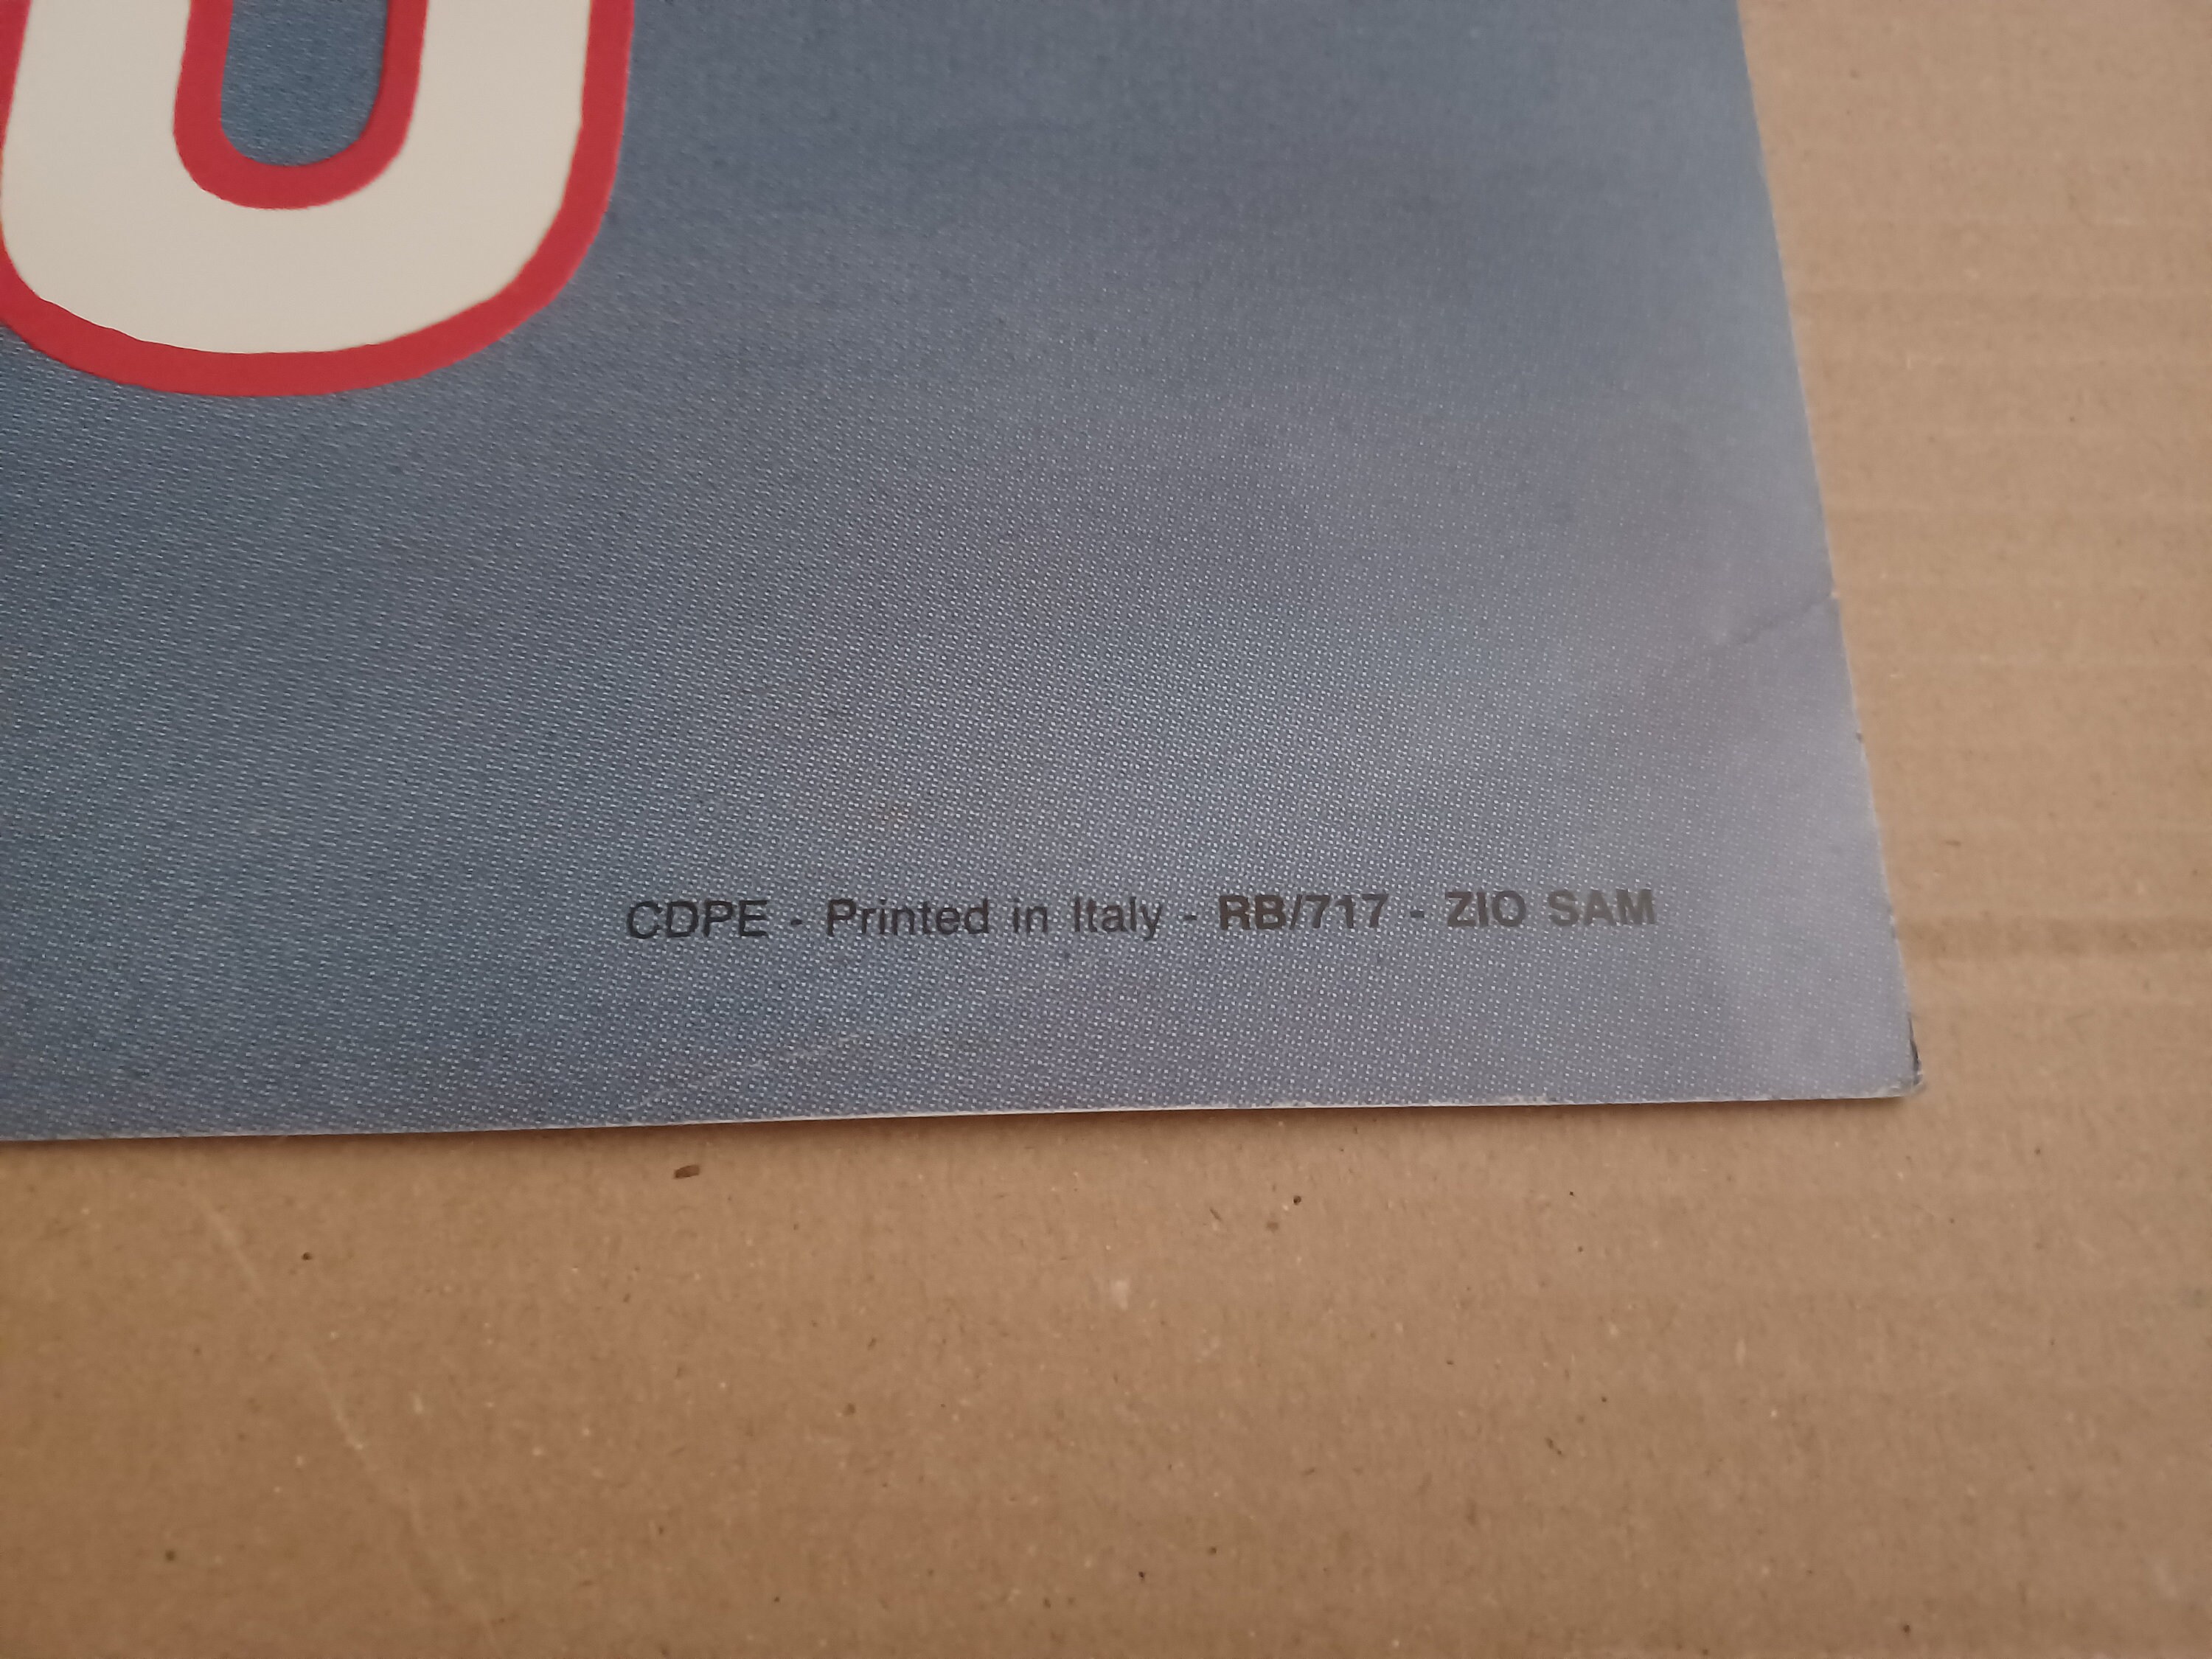 CDPE - Printed in Italy - RB/717 - ZIO SAM